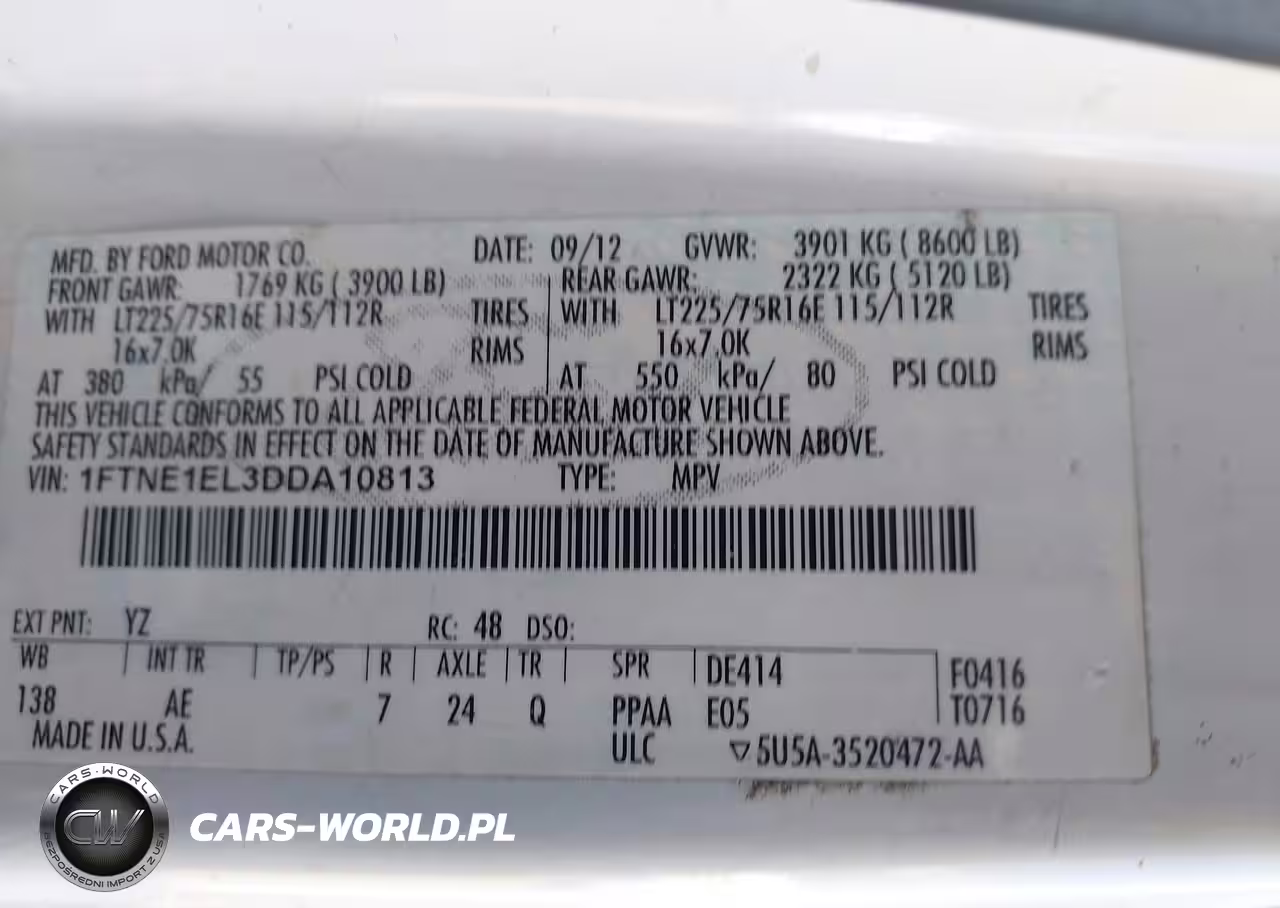 MFD. BY FORD MOTOR CO. DATE: 09/12 GVWR: 3901 KG ( 8600 LB)
FRONT GAWR: 1769 KG ( 3900 LB) REAR GAWR: 2322 KG ( 5120 LB)
WITH LT225/75R16E 115/112R TIRES WITH LT225/75R16E 115/112R TIRES
16x7.0K RIMS 16x7.0K RIMS
AT 380 kPa/ 55 PSI COLD AT 550 kPa/ 80 PSI COLD
THIS VEHICLE CONFORMS TO ALL APPLICABLE FEDERAL MOTOR VEHICLE
SAFETY STANDARDS IN EFFECT ON THE DATE OF MANUFACTURE SHOWN ABOVE.
VIN: 1FTNE1EL3DDA10813 TYPE: MPV
EXT PNT: YZ RC: 48 DSO:
WB INT TR TP/PS R AXLE TR SPR DE414 F0416
138 AE 7 24 Q PPAA E05 T0716
MADE IN U.S.A. ULC ▽5U5A-3520472-AA
CARS-WORLD
CW
BEZPOŚREDNI IMPORT Z USA
CARS-WORLD.PL